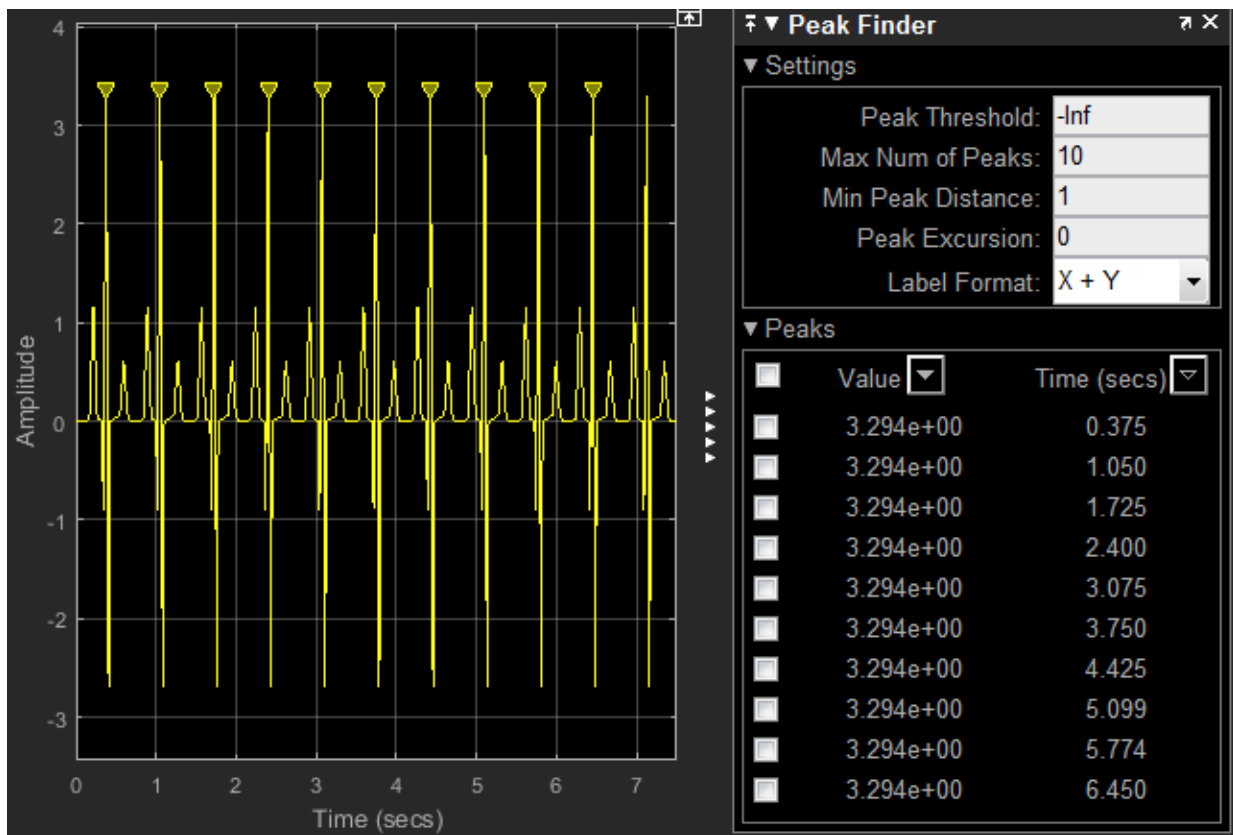 4
3
2
1
0
-1
-2
-3
Amplitude
0 1 2 3 4 5 6 7
Time (secs)
Peak Finder
Settings
Peak Threshold: -Inf
Max Num of Peaks: 10
Min Peak Distance: 1
Peak Excursion: 0
Label Format: X + Y
Peaks
Value Time (secs)
3.294e+00 0.375
3.294e+00 1.050
3.294e+00 1.725
3.294e+00 2.400
3.294e+00 3.075
3.294e+00 3.750
3.294e+00 4.425
3.294e+00 5.099
3.294e+00 5.774
3.294e+00 6.450